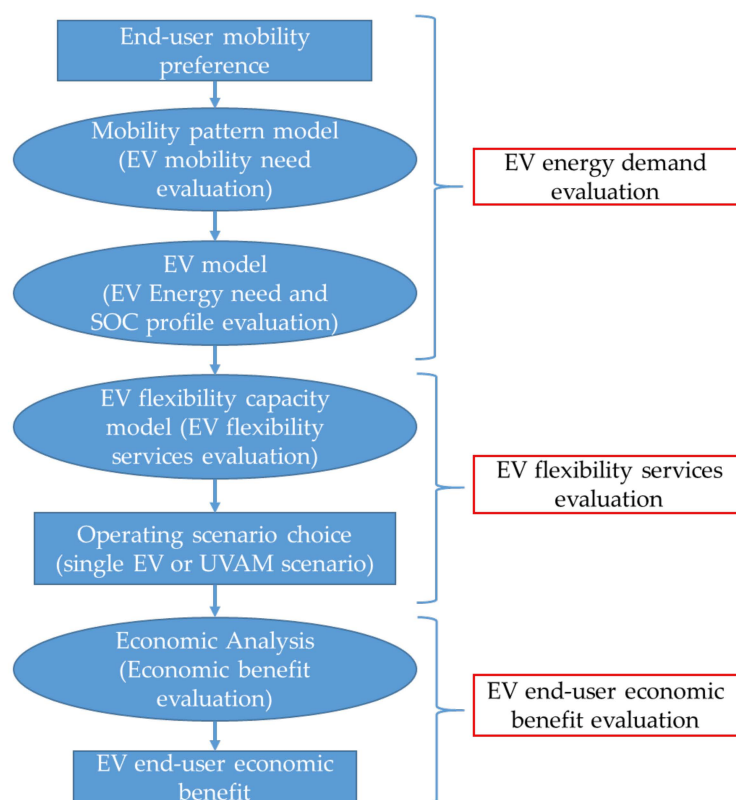 End-user mobility
preference
Mobility pattern model
(EV mobility need
evaluation)
EV energy demand
evaluation
EV model
(EV Energy need and
SOC profile evaluation)
EV flexibility capacity
model (EV flexibility
services evaluation)
EV flexibility services
evaluation
Operating scenario choice
(single EV or UVAM scenario)
Economic Analysis
(Economic benefit
evaluation)
EV end-user economic
benefit evaluation
EV end-user economic
benefit